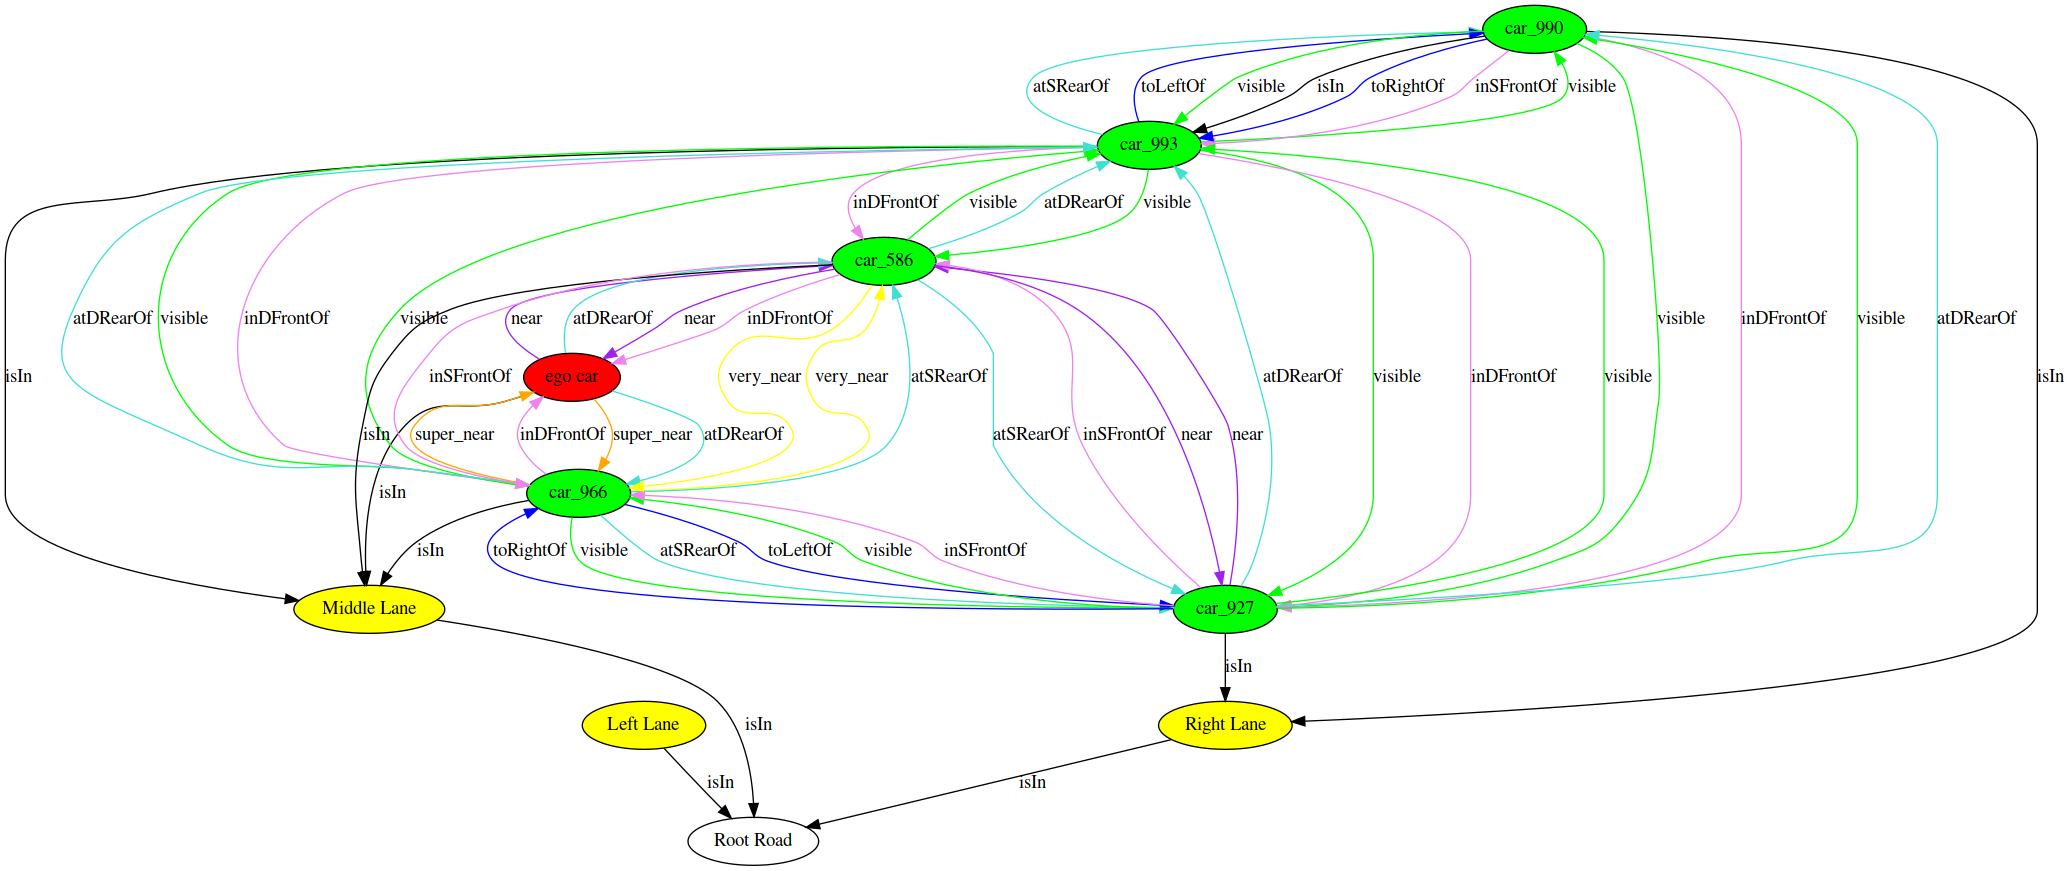 car_990
atSRearOf toLeftOf visible isIn toRightOf inSFrontOf visible
car_993
inDFrontOf visible atDRearOf visible
car_586
atDRearOf visible inDFrontOf visible near atDRearOf near inDFrontOf visible inDFrontOf visible atDRearOf
isIn inSFrontOf ego car very_near very_near atSRearOf atDRearOf visible inDFrontOf visible isIn
isIn super_near inDFrontOf super_near atDRearOf atSRearOf inSFrontOf near near
isIn car_966
isIn toRightOf visible atSRearOf toLeftOf visible inSFrontOf
Middle Lane car_927
isIn
Left Lane isIn Right Lane
isIn isIn
Root Road